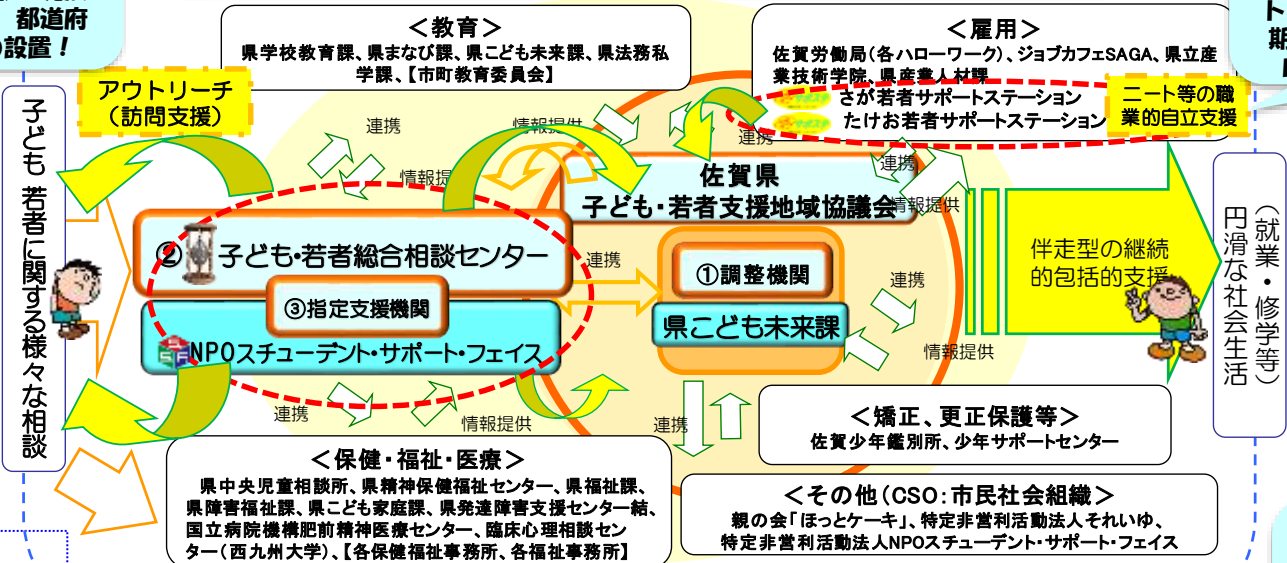 都道府
の設置！
＜教育＞
県学校教育課、県まなび課、県こども未来課、県法務私
学課、【市町教育委員会】
＜雇用＞
佐賀労働局(各ハローワーク)、ジョブカフェSAGA、県立産
業技術学院、県産業人材課
さが若者サポートステーション
たけお若者サポートステーション
ニート等の職
業的自立支援
ト
期
アウトリーチ
（訪問支援）
子ども 若者に関する様々な相談
連携
情報提供
連携
連携
情報提
情報提供
佐賀県
子ども・若者支援地域協議会
②子ども・若者総合相談センター
③指定支援機関
NPOスチューデント・サポート・フェイス
連携
①調整機関
県こども未来課
連携
情報提供
伴走型の継続
的包括的支援
（就業・修学等）
円滑な社会生活
連携
情報提供
連携
＜矯正、更正保護等＞
佐賀少年鑑別所、少年サポートセンター
＜保健・福祉・医療＞
県中央児童相談所、県精神保健福祉センター、県福祉課、
県障害福祉課、県こども家庭課、県発達障害支援センター結、
国立病院機構肥前精神医療センター、臨床心理相談セン
ター(西九州大学)、【各保健福祉事務所、各福祉事務所】
＜その他(CSO：市民社会組織＞
親の会「ほっとケーキ」、特定非営利活動法人それいゆ、
特定非営利活動法人NPOスチューデント・サポート・フェイス